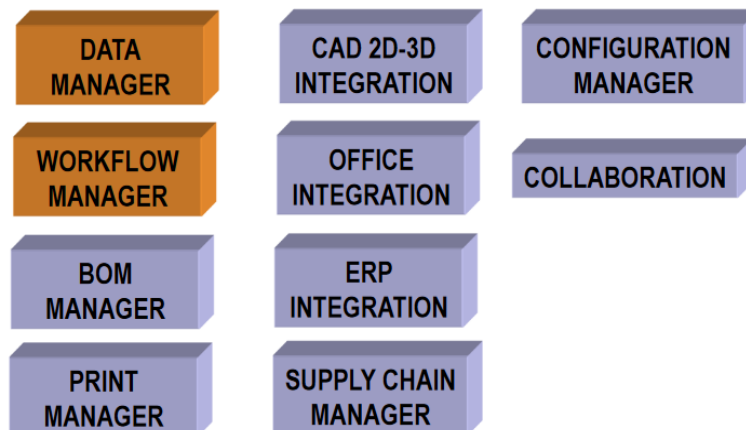 DATA
MANAGER
CAD 2D-3D
INTEGRATION
CONFIGURATION
MANAGER
WORKFLOW
MANAGER
OFFICE
INTEGRATION
COLLABORATION
BOM
MANAGER
ERP
INTEGRATION
PRINT
MANAGER
SUPPLY CHAIN
MANAGER